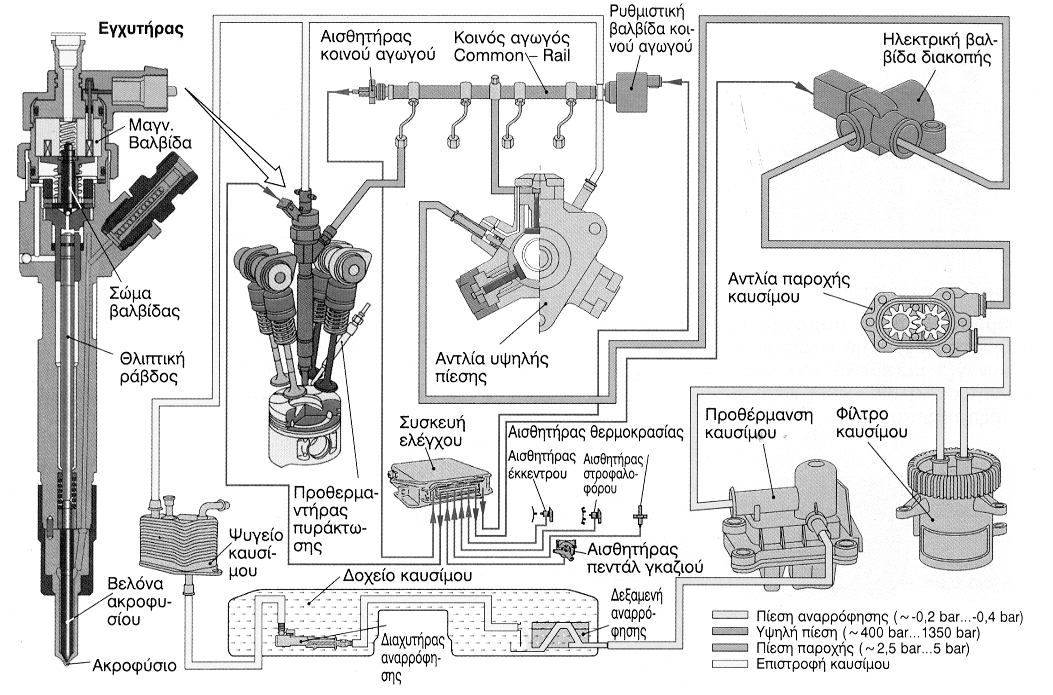 Εγχυτήρας
Αισθητήρας
κοινού αγωγού
Κοινός αγωγός
Common – Rail
Ρυθμιστική
βαλβίδα κοι-
νού αγωγού
Ηλεκτρική βαλ-
βίδα διακοπής
Μαγν.
Βαλβίδα
Σώμα
βαλβίδας
Θλιπτική
ράβδος
Αντλία υψηλής
πίεσης
Αντλία παροχής
καυσίμου
Προθέρμανση
καυσίμου
Φίλτρο
καυσίμου
Συσκευή
ελέγχου
Αισθητήρας θερμοκρασίας
Αισθητήρας
έκκεντρου
Αισθητήρας
στροφαλο-
φόρου
Προθερμα-
ντήρας
πυράκτω-
σης
Ψυγείο
καυσί-
μου
Αισθητήρας
πεντάλ γκαζιού
Δοχείο καυσίμου
Βελόνα
ακροφυ-
σίου
Ακροφύσιο
Διαχυτήρας
αναρρόφη-
σης
Δεξαμενή
αναρρό-
φησης
Πίεση αναρρόφησης (~-0,2 bar...-0,4 bar)
Υψηλή πίεση (~400 bar...1350 bar)
Πίεση παροχής (~2,5 bar...5 bar)
Επιστροφή καυσίμου